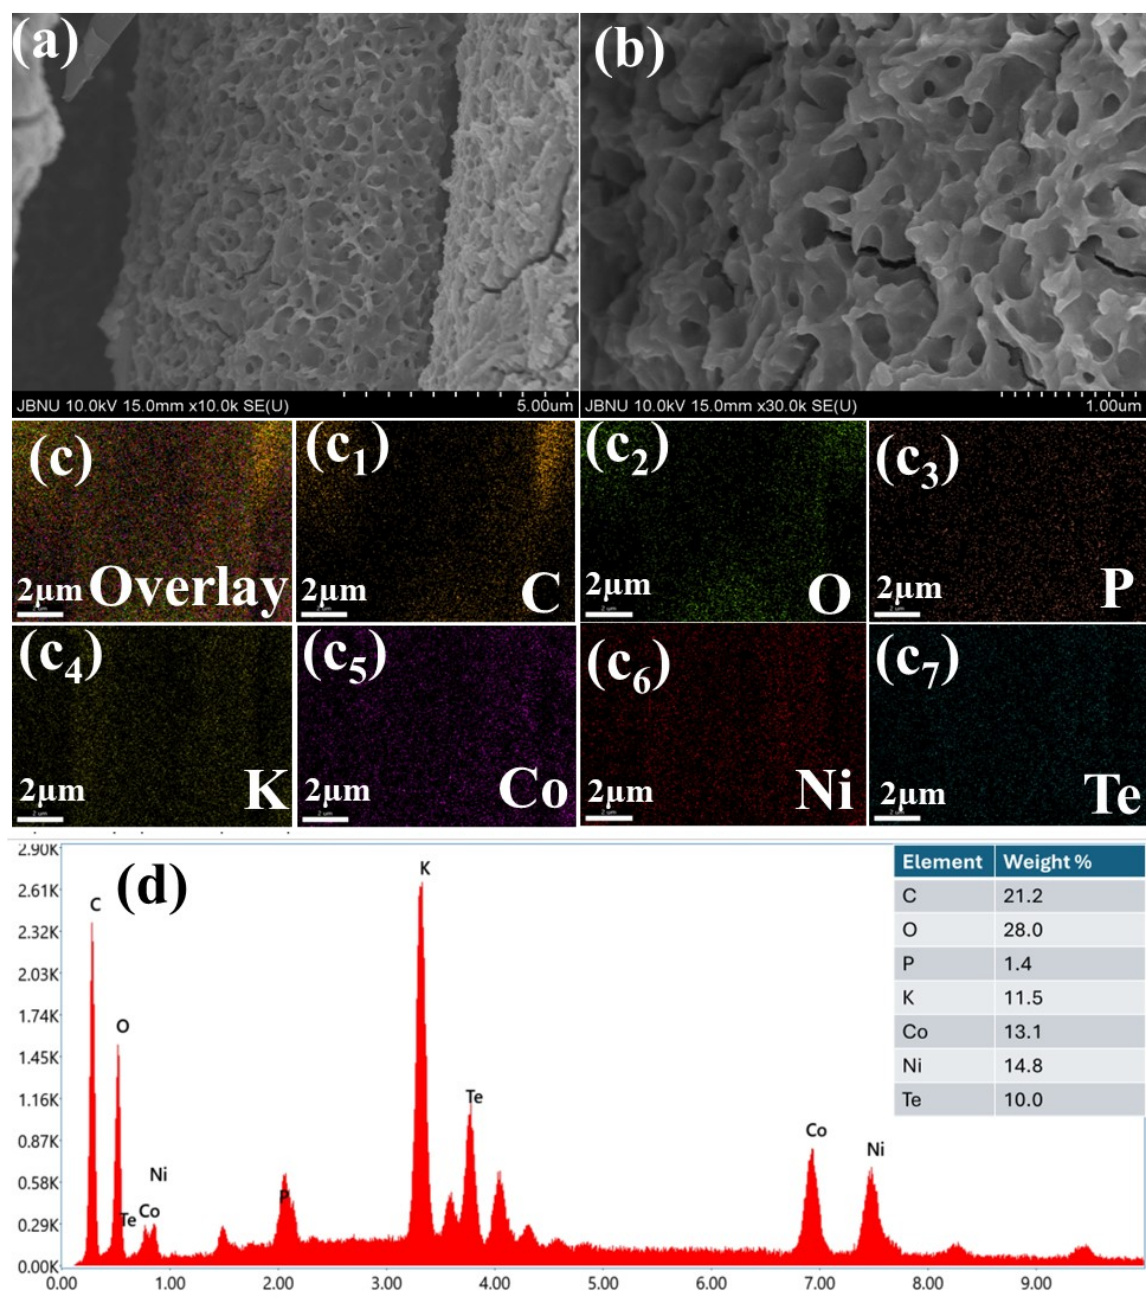 (a)
(b)
JBNU 10.0kV 15.0mm x10.0k SE(U) 5.00um
JBNU 10.0kV 15.0mm x30.0k SE(U) 1.00um
(c)
2μm Overlay
(c1)
2μm C
(c2)
2μm O
(c3)
2μm P
(c4)
2μm K
(c5)
2μm Co
(c6)
2μm Ni
(c7)
2μm Te
(d)
2.90K
2.61K
2.32K
2.03K
1.74K
1.45K
1.16K
0.87K
0.58K
0.29K
0.00K
C
O
Te
Co
Ni
P
K
Te
Co
Ni
0.00 1.00 2.00 3.00 4.00 5.00 6.00 7.00 8.00 9.00
Element Weight %
C 21.2
O 28.0
P 1.4
K 11.5
Co 13.1
Ni 14.8
Te 10.0